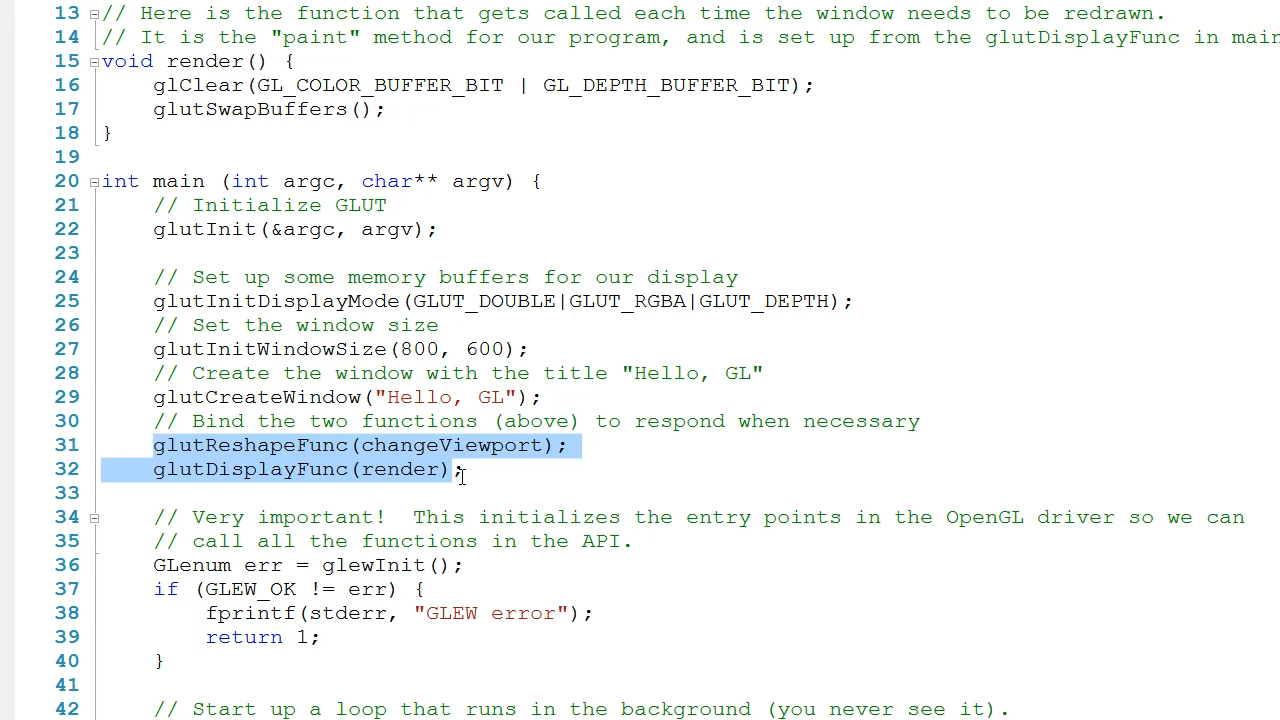 13 // Here is the function that gets called each time the window needs to be redrawn.
14 // It is the "paint" method for our program, and is set up from the glutDisplayFunc in main
15 void render() {
16 glClear(GL_COLOR_BUFFER_BIT | GL_DEPTH_BUFFER_BIT);
17 glutSwapBuffers();
18 }
19
20 int main (int argc, char** argv) {
21 // Initialize GLUT
22 glutInit(&argc, argv);
23
24 // Set up some memory buffers for our display
25 glutInitDisplayMode(GLUT_DOUBLE|GLUT_RGBA|GLUT_DEPTH);
26 // Set the window size
27 glutInitWindowSize(800, 600);
28 // Create the window with the title "Hello, GL"
29 glutCreateWindow("Hello, GL");
30 // Bind the two functions (above) to respond when necessary
31 glutReshapeFunc(changeViewport);
32 glutDisplayFunc(render);
33
34 // Very important!  This initializes the entry points in the OpenGL driver so we can
35 // call all the functions in the API.
36 GLenum err = glewInit();
37 if (GLEW_OK != err) {
38 fprintf(stderr, "GLEW error");
39 return 1;
40 }
41
42 // Start up a loop that runs in the background (you never see it).